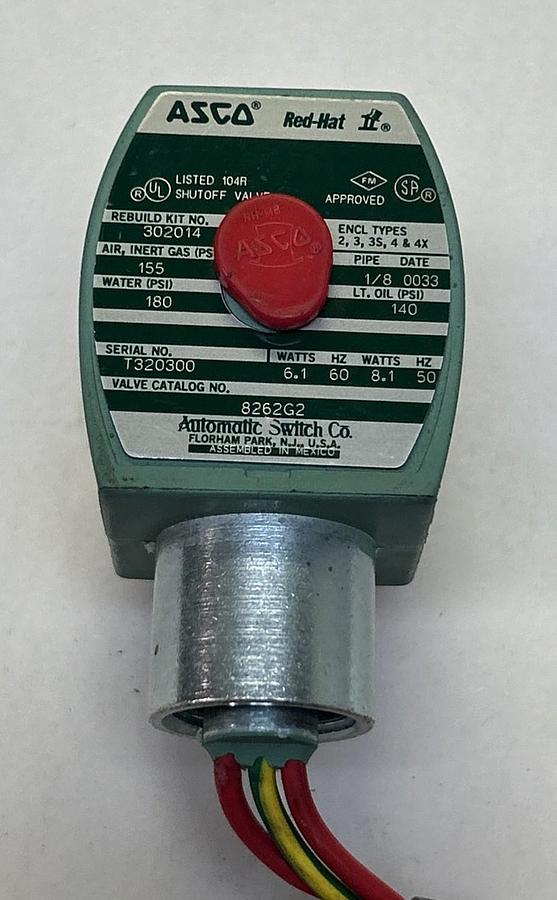 ASCO® Red-Hat II®
®UL LISTED 104R
SHUTOFF VALVE
FM
APPROVED
SP®
REBUILD KIT NO.
302014
AIR, INERT GAS (PS
155
WATER (PSI)
180
ENCL TYPES
2, 3, 3S, 4 & 4X
PIPE DATE
1/8 0033
LT. OIL (PSI)
140
ASCO®
SERIAL NO.
T320300
WATTS HZ WATTS HZ
6.1 60 8.1 50
VALVE CATALOG NO.
8262G2
Automatic Switch Co.
FLORHAM PARK, N.J., U.S.A.
ASSEMBLED IN MEXICO